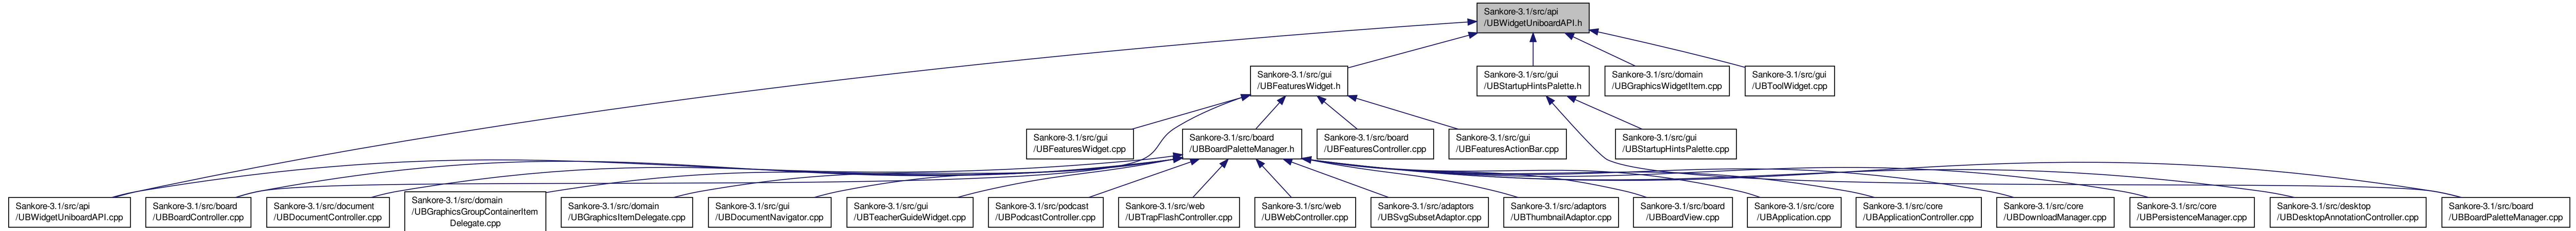 Sankore-3.1/src/api
/UBWidgetUniboardAPI.h
Sankore-3.1/src/gui
/UBFeaturesWidget.h
Sankore-3.1/src/gui
/UBStartupHintsPalette.h
Sankore-3.1/src/domain
/UBGraphicsWidgetItem.cpp
Sankore-3.1/src/gui
/UBToolWidget.cpp
Sankore-3.1/src/gui
/UBFeaturesWidget.cpp
Sankore-3.1/src/board
/UBBoardPaletteManager.h
Sankore-3.1/src/board
/UBFeaturesController.cpp
Sankore-3.1/src/gui
/UBFeaturesActionBar.cpp
Sankore-3.1/src/gui
/UBStartupHintsPalette.cpp
Sankore-3.1/src/api
/UBWidgetUniboardAPI.cpp
Sankore-3.1/src/board
/UBBoardController.cpp
Sankore-3.1/src/document
/UBDocumentController.cpp
Sankore-3.1/src/domain
/UBGraphicsGroupContainerItem
Delegate.cpp
Sankore-3.1/src/domain
/UBGraphicsItemDelegate.cpp
Sankore-3.1/src/gui
/UBDocumentNavigator.cpp
Sankore-3.1/src/gui
/UBTeacherGuideWidget.cpp
Sankore-3.1/src/podcast
/UBPodcastController.cpp
Sankore-3.1/src/web
/UBTrapFlashController.cpp
Sankore-3.1/src/web
/UBWebController.cpp
Sankore-3.1/src/adaptors
/UBSvgSubsetAdaptor.cpp
Sankore-3.1/src/adaptors
/UBThumbnailAdaptor.cpp
Sankore-3.1/src/board
/UBBoardView.cpp
Sankore-3.1/src/core
/UBApplication.cpp
Sankore-3.1/src/core
/UBApplicationController.cpp
Sankore-3.1/src/core
/UBDownloadManager.cpp
Sankore-3.1/src/core
/UBPersistenceManager.cpp
Sankore-3.1/src/desktop
/UBDesktopAnnotationController.cpp
Sankore-3.1/src/board
/UBBoardPaletteManager.cpp